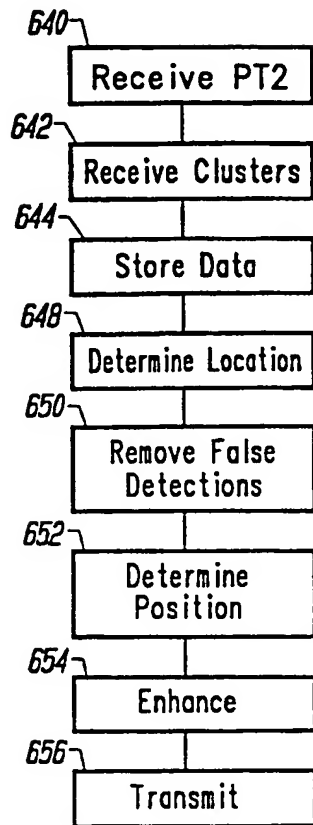 640
Receive PT2
642
Receive Clusters
644
Store Data
648
Determine Location
650
Remove False
Detections
652
Determine
Position
654
Enhance
656
Transmit